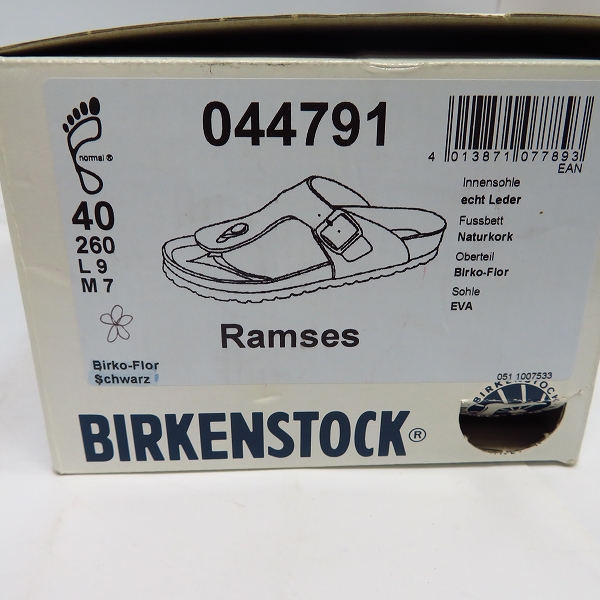 044791
normal ®
40
260
L 9
M 7
4 013871 077893
EAN
Innensohle
echt Leder
Fussbett
Naturkork
Oberteil
Birko-Flor
Sohle
EVA
Ramses
Birko-Flor
Schwarz
051 1007533
BIRKENSTOCK®
BIRKENSTOCK